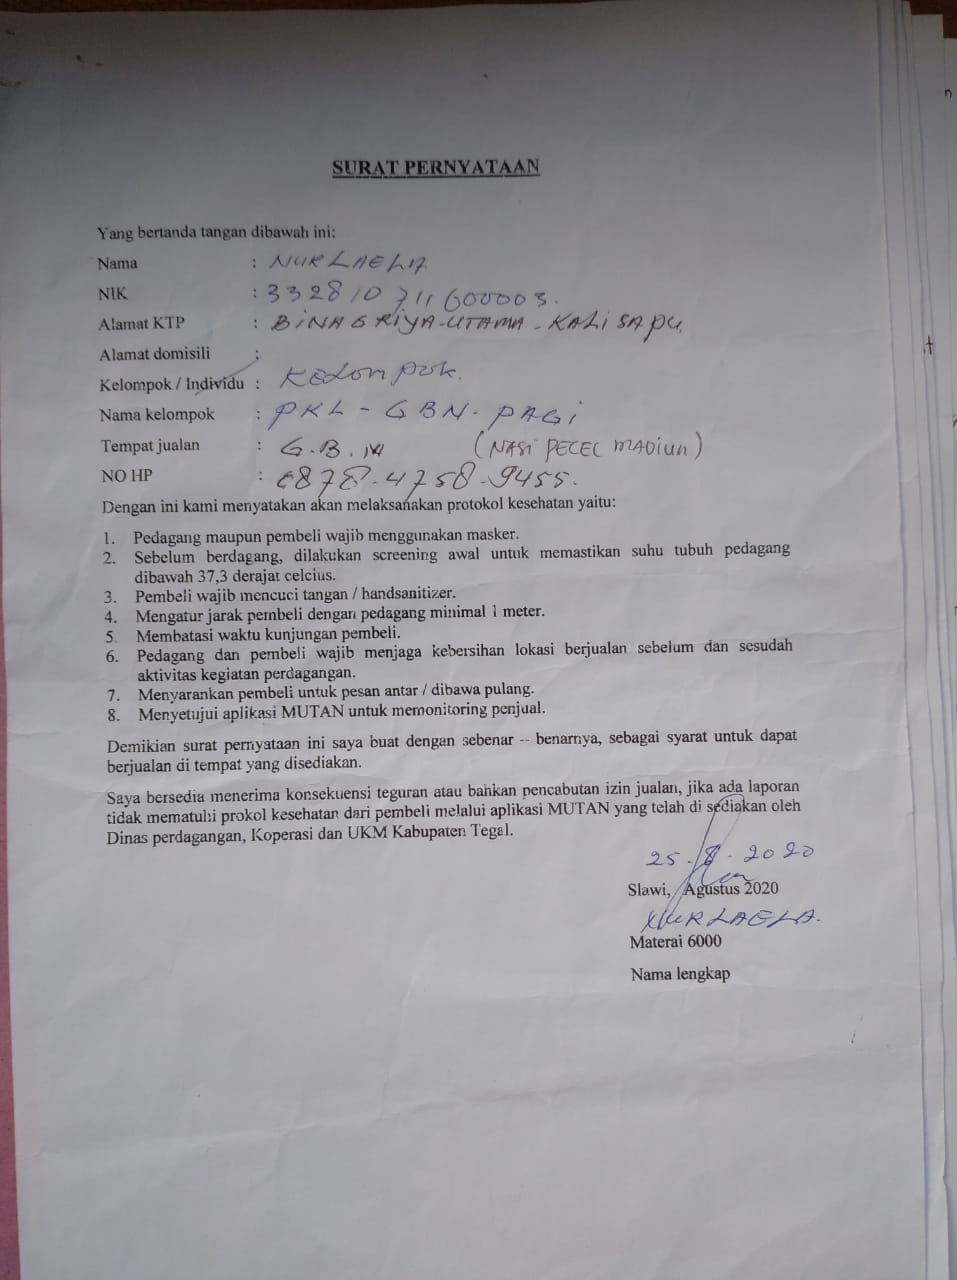 SURAT PERNYATAAN
Yang bertanda tangan dibawah ini:
Nama : NURLAELA
NIK : 3328107116 00003.
Alamat KTP : BINA GRIYA-UTAMA-KALISAPU
Alamat domisili :
Kelompok / Individu : Kelompok.
Nama kelompok : PKL-GBN-PAGI
Tempat jualan : G.B.N (NASI PECEL MADIUN)
NO HP : 0878.4758.9455.
Dengan ini kami menyatakan akan melaksanakan protokol kesehatan yaitu:
1. Pedagang maupun pembeli wajib menggunakan masker.
2. Sebelum berdagang, dilakukan screening awal untuk memastikan suhu tubuh pedagang
dibawah 37,3 derajat celcius.
3. Pembeli wajib mencuci tangan / handsanitizer.
4. Mengatur jarak pembeli dengan pedagang minimal 1 meter.
5. Membatasi waktu kunjungan pembeli.
6. Pedagang dan pembeli wajib menjaga kebersihan lokasi berjualan sebelum dan sesudah
aktivitas kegiatan perdagangan.
7. Menyarankan pembeli untuk pesan antar / dibawa pulang.
8. Menyetujui aplikasi MUTAN untuk memonitoring penjual.
Demikian surat pernyataan ini saya buat dengan sebenar -- benarnya, sebagai syarat untuk dapat
berjualan di tempat yang disediakan.
Saya bersedia menerima konsekuensi teguran atau bahkan pencabutan izin jualan, jika ada laporan
tidak mematuhi prokol kesehatan dari pembeli melalui aplikasi MUTAN yang telah di sediakan oleh
Dinas perdagangan, Koperasi dan UKM Kabupaten Tegal.
25.8.2020
Slawi, Agustus 2020
NURLAELA.
Materai 6000
Nama lengkap